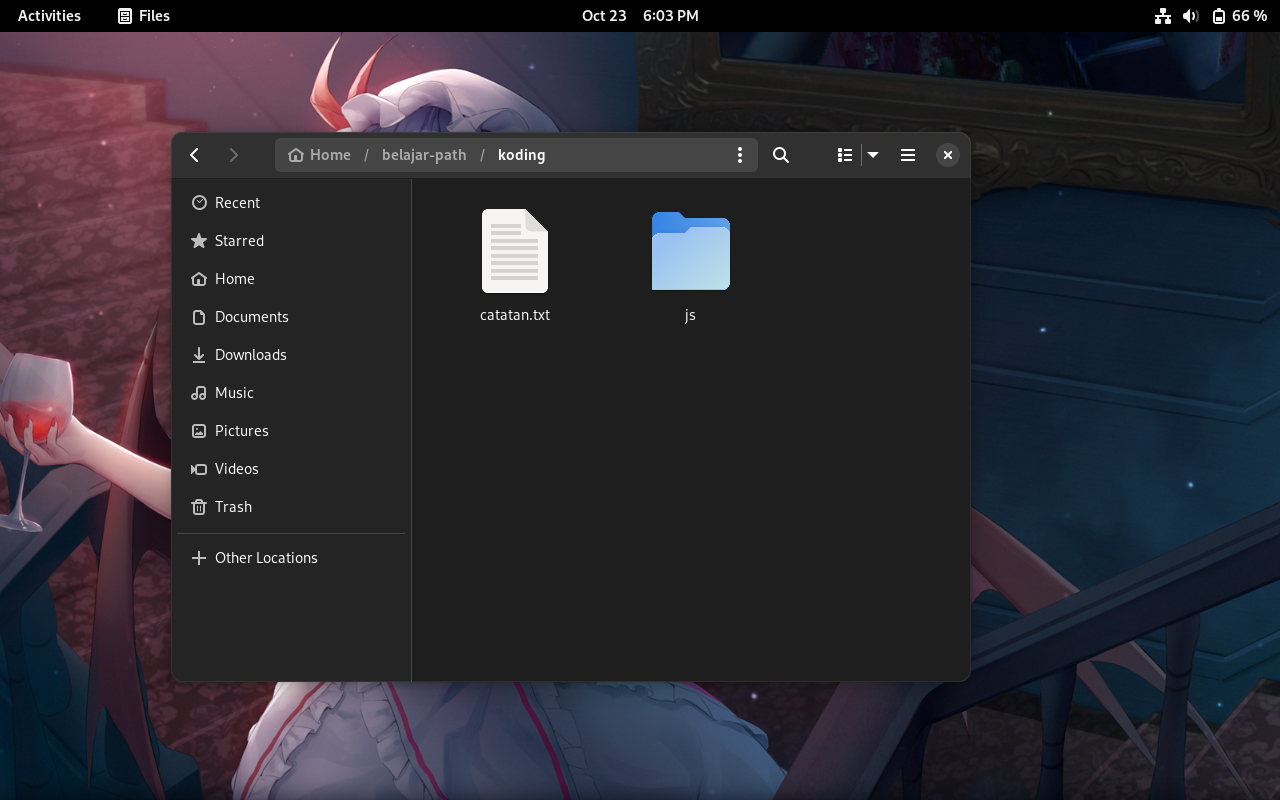 Activities Files Oct 23 6:03 PM 66 %
Home / belajar-path / koding
Recent
Starred
Home
Documents
Downloads
Music
Pictures
Videos
Trash
Other Locations
catatan.txt js